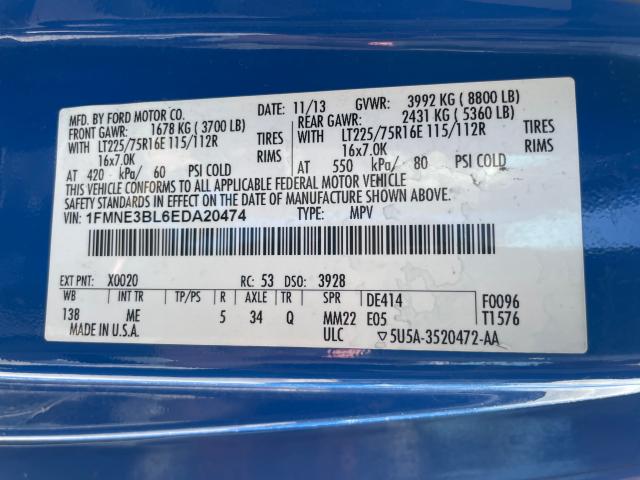 MFD. BY FORD MOTOR CO. DATE: 11/13 GVWR: 3992 KG ( 8800 LB)
FRONT GAWR: 1678 KG ( 3700 LB) REAR GAWR: 2431 KG ( 5360 LB)
WITH LT225/75R16E 115/112R TIRES WITH LT225/75R16E 115/112R TIRES
16x7.0K RIMS 16x7.0K RIMS
AT 420 kPa/ 60 PSI COLD AT 550 kPa/ 80 PSI COLD
THIS VEHICLE CONFORMS TO ALL APPLICABLE FEDERAL MOTOR VEHICLE
SAFETY STANDARDS IN EFFECT ON THE DATE OF MANUFACTURE SHOWN ABOVE.
VIN: 1FMNE3BL6EDA20474 TYPE: MPV
EXT PNT: X0020 RC: 53 DSO: 3928
WB INT TR TP/PS R AXLE TR SPR DE414 F0096
138 ME 5 34 Q MM22 E05 T1576
MADE IN U.S.A. ULC ▽5U5A-3520472-AA